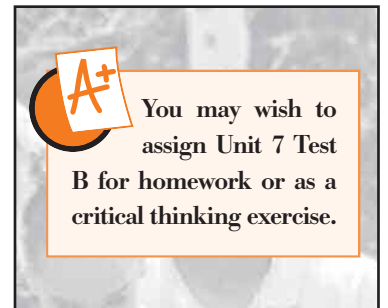 A+
You may wish to
assign Unit 7 Test
B for homework or as a
critical thinking exercise.